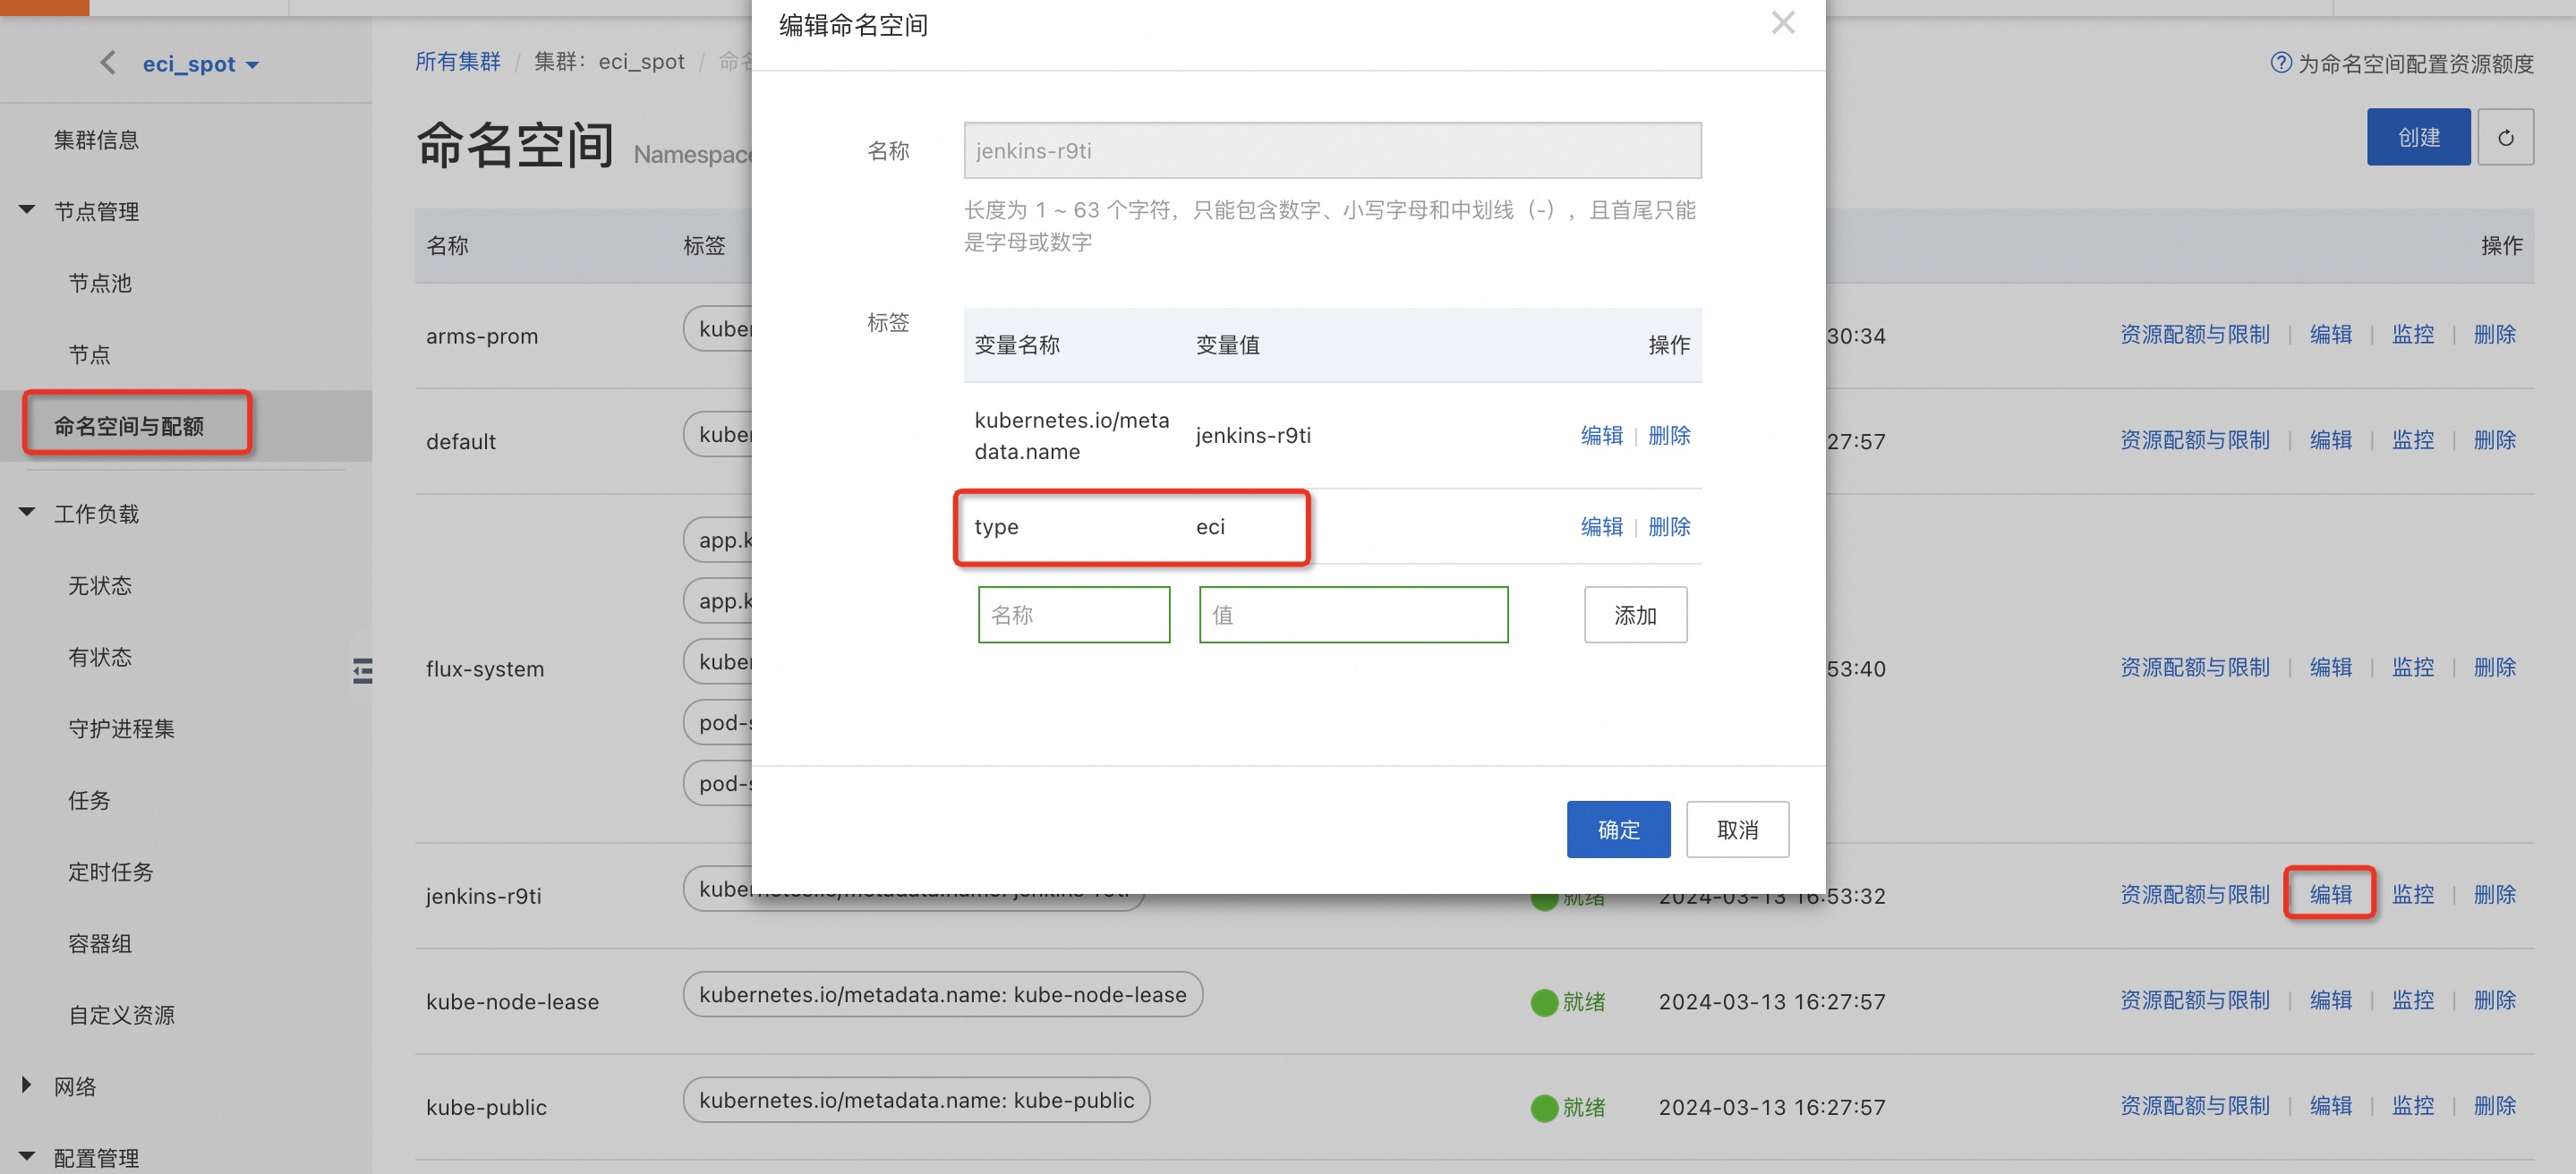 eci_spot
集群信息
节点管理
节点池
节点
命名空间与配额
工作负载
无状态
有状态
守护进程集
任务
定时任务
容器组
自定义资源
网络
配置管理
所有集群 / 集群：eci_spot / 命名
为命名空间配置资源额度
命名空间 Namespace
创建
名称 标签 操作
arms-prom kuber 30:34 资源配额与限制 | 编辑 | 监控 | 删除
default kuber 27:57 资源配额与限制 | 编辑 | 监控 | 删除
flux-system app.k 53:40 资源配额与限制 | 编辑 | 监控 | 删除
app.k
kuber
pod-s
pod-s
jenkins-r9ti kubernetes.io/metadata.name: jenkins-r9ti 就绪 2024-03-13 16:53:32 资源配额与限制 | 编辑 | 监控 | 删除
kube-node-lease kubernetes.io/metadata.name: kube-node-lease 就绪 2024-03-13 16:27:57 资源配额与限制 | 编辑 | 监控 | 删除
kube-public kubernetes.io/metadata.name: kube-public 就绪 2024-03-13 16:27:57 资源配额与限制 | 编辑 | 监控 | 删除
编辑命名空间
名称 jenkins-r9ti
长度为 1 ~ 63 个字符，只能包含数字、小写字母和中划线（-），且首尾只能
是字母或数字
标签
变量名称 变量值 操作
kubernetes.io/meta
data.name jenkins-r9ti 编辑 | 删除
type eci 编辑 | 删除
名称 值 添加
确定 取消